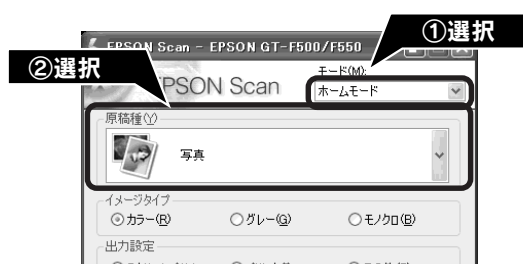 ①選択
EPSON Scan - EPSON GT-F500/F550
②選択
EPSON Scan
モード(M):
ホームモード
原稿種(Y)
写真
イメージタイプ
カラー(R) グレー(G) モノクロ(B)
出力設定